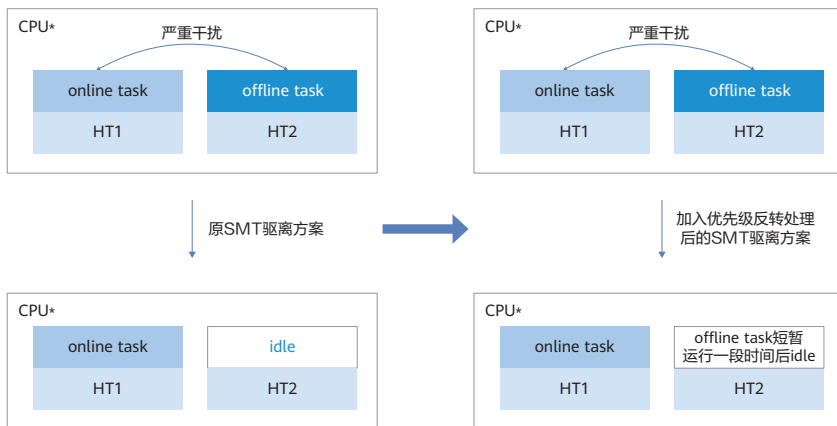 CPU*
严重干扰
online task
offline task
HT1
HT2
CPU*
严重干扰
online task
offline task
HT1
HT2
原SMT驱离方案
加入优先级反转处理
后的SMT驱离方案
CPU*
online task
idle
HT1
HT2
CPU*
online task
offline task短暂
运行一段时间后idle
HT1
HT2